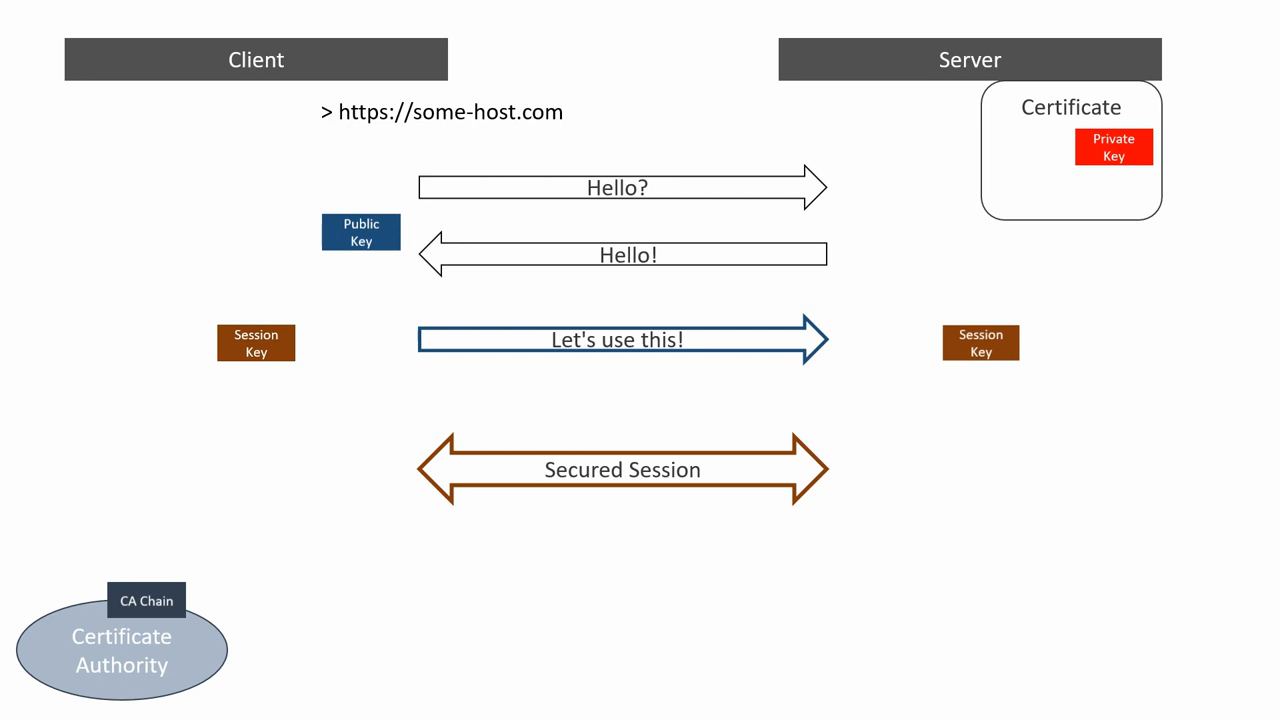 Client
Server
> https://some-host.com
Certificate
Private
Key
Hello?
Public
Key
Hello!
Session
Key
Let's use this!
Session
Key
Secured Session
CA Chain
Certificate
Authority